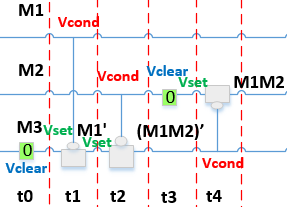 M1
Vcond
M2
Vcond
Vclear
Vset
M1M2
0
M3
Vset
M1'
Vset
(M1M2)’
0
Vclear
Vcond
t0
t1
t2
t3
t4